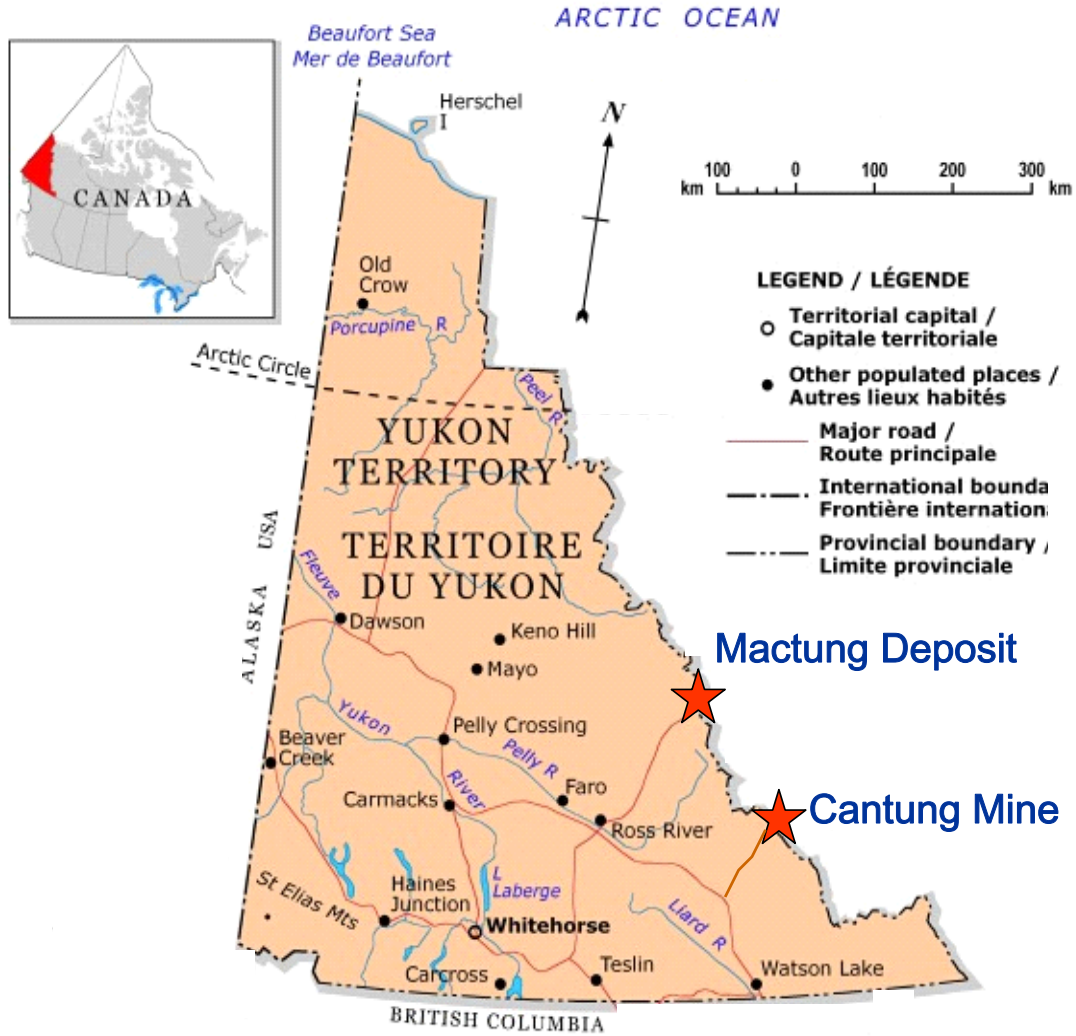 ARCTIC OCEAN
Beaufort Sea
Mer de Beaufort
CANADA
Herschel
I
N
100 0 100 200 300
km km
Old
Crow
Porcupine R
Arctic Circle
Peel R
LEGEND / LÉGENDE
Territorial capital /
Capitale territoriale
Other populated places /
Autres lieux habités
Major road /
Route principale
International bounda
Frontière internation
Provincial boundary /
Limite provinciale
YUKON
TERRITORY
TERRITOIRE
DU YUKON
ALASKA USA
Fleuve
Dawson
Keno Hill
Mayo
Mactung Deposit
Yukon
River
Pelly Crossing
Pelly R
Beaver
Creek
Carmacks
Faro
Ross River
Cantung Mine
L
Laberge
St Elias Mts
Haines
Junction
Whitehorse
Liard R
Carcross
Teslin
Watson Lake
BRITISH COLUMBIA